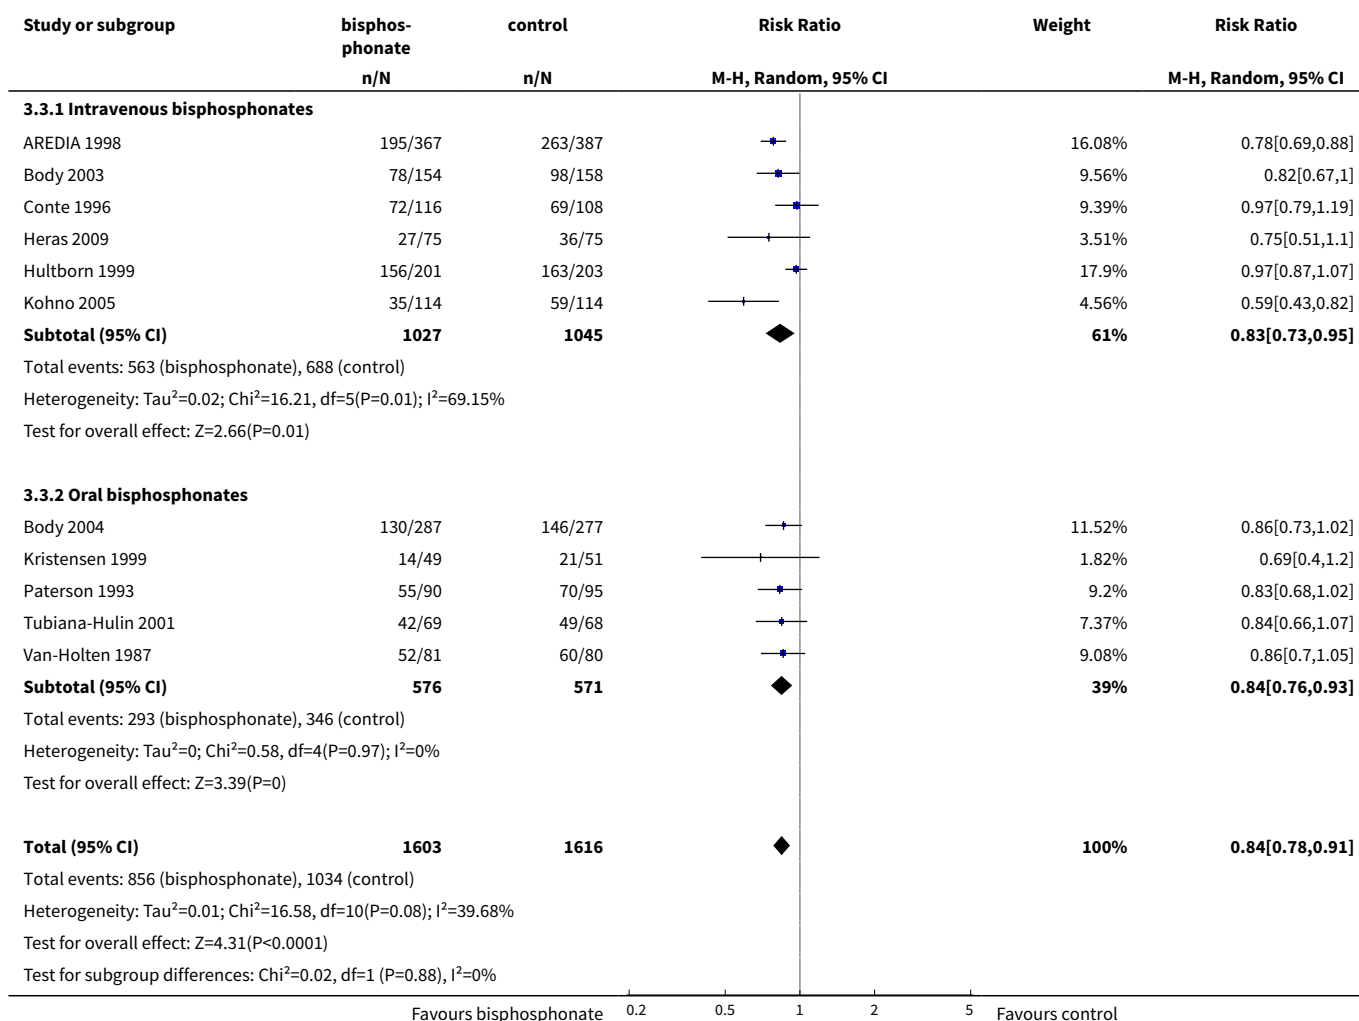 Study or subgroup bisphos- control Risk Ratio Weight Risk Ratio
phonate
n/N n/N M-H, Random, 95% CI M-H, Random, 95% CI
3.3.1 Intravenous bisphosphonates
AREDIA 1998 195/367 263/387 16.08% 0.78[0.69,0.88]
Body 2003 78/154 98/158 9.56% 0.82[0.67,1]
Conte 1996 72/116 69/108 9.39% 0.97[0.79,1.19]
Heras 2009 27/75 36/75 3.51% 0.75[0.51,1.1]
Hultborn 1999 156/201 163/203 17.9% 0.97[0.87,1.07]
Kohno 2005 35/114 59/114 4.56% 0.59[0.43,0.82]
Subtotal (95% CI) 1027 1045 61% 0.83[0.73,0.95]
Total events: 563 (bisphosphonate), 688 (control)
Heterogeneity: Tau²=0.02; Chi²=16.21, df=5(P=0.01); I²=69.15%
Test for overall effect: Z=2.66(P=0.01)
3.3.2 Oral bisphosphonates
Body 2004 130/287 146/277 11.52% 0.86[0.73,1.02]
Kristensen 1999 14/49 21/51 1.82% 0.69[0.4,1.2]
Paterson 1993 55/90 70/95 9.2% 0.83[0.68,1.02]
Tubiana-Hulin 2001 42/69 49/68 7.37% 0.84[0.66,1.07]
Van-Holten 1987 52/81 60/80 9.08% 0.86[0.7,1.05]
Subtotal (95% CI) 576 571 39% 0.84[0.76,0.93]
Total events: 293 (bisphosphonate), 346 (control)
Heterogeneity: Tau²=0; Chi²=0.58, df=4(P=0.97); I²=0%
Test for overall effect: Z=3.39(P=0)
Total (95% CI) 1603 1616 100% 0.84[0.78,0.91]
Total events: 856 (bisphosphonate), 1034 (control)
Heterogeneity: Tau²=0.01; Chi²=16.58, df=10(P=0.08); I²=39.68%
Test for overall effect: Z=4.31(P<0.0001)
Test for subgroup differences: Chi²=0.02, df=1 (P=0.88), I²=0%
Favours bisphosphonate 0.2 0.5 1 2 5 Favours control